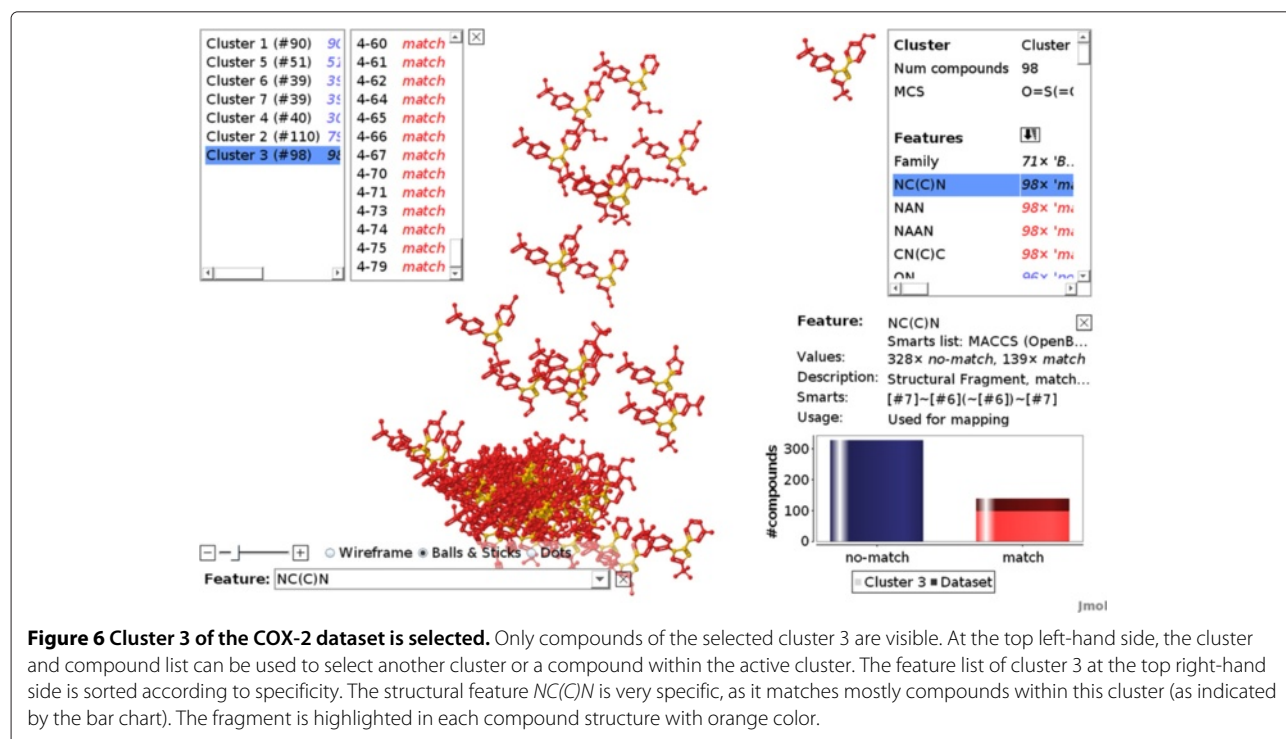 Cluster 1 (#90)
Cluster 5 (#51)
Cluster 6 (#39)
Cluster 7 (#39)
Cluster 4 (#40)
Cluster 2 (#110)
Cluster 3 (#98)
4-60 match
4-61 match
4-62 match
4-64 match
4-65 match
4-66 match
4-67 match
4-70 match
4-71 match
4-73 match
4-74 match
4-75 match
4-79 match
Wireframe Balls & Sticks Dots
Feature: NC(C)N
Cluster Cluster
Num compounds 98
MCS O=S(=
Features
Family 71× 'B..
NC(C)N 98× 'm
NAN 98× 'm
NAAN 98× 'm
CN(C)C 98× 'm
ON 96× 'no
Feature: NC(C)N
Smarts list: MACCS (OpenB...
Values: 328× no-match, 139× match
Description: Structural Fragment, match...
Smarts: [#7]~[#6](~[#6])~[#7]
Usage: Used for mapping
#compounds
300
200
100
0
no-match match
Cluster 3 Dataset
Jmol
Figure 6 Cluster 3 of the COX-2 dataset is selected. Only compounds of the selected cluster 3 are visible. At the top left-hand side, the cluster
and compound list can be used to select another cluster or a compound within the active cluster. The feature list of cluster 3 at the top right-hand
side is sorted according to specificity. The structural feature NC(C)N is very specific, as it matches mostly compounds within this cluster (as indicated
by the bar chart). The fragment is highlighted in each compound structure with orange color.